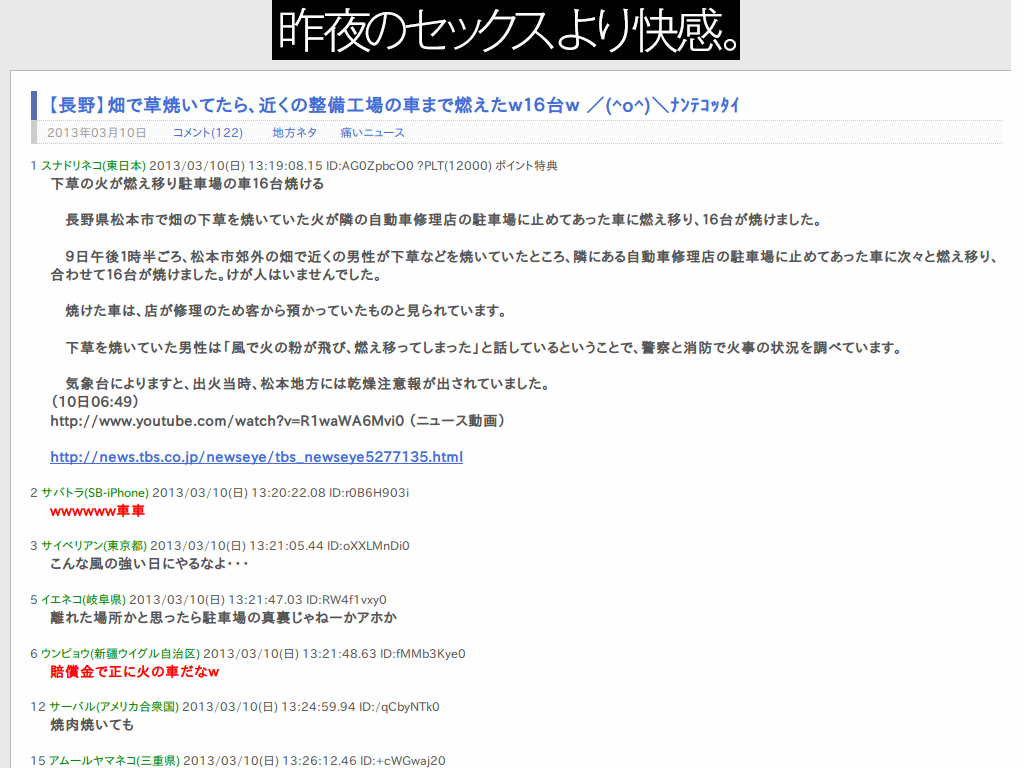 昨夜のセックスより快感。
【長野】畑で草焼いてたら、近くの整備工場の車まで燃えたw16台w ／(^o^)＼ﾅﾝﾃｺｯﾀｲ
2013年03月10日 コメント(122) 地方ネタ 痛いニュース
1 スナドリネコ(東日本) 2013/03/10(日) 13:19:08.15 ID:AG0ZpbcO0 ?PLT(12000) ポイント特典
下草の火が燃え移り駐車場の車16台焼ける
長野県松本市で畑の下草を焼いていた火が隣の自動車修理店の駐車場に止めてあった車に燃え移り、16台が焼けました。
9日午後1時半ごろ、松本市郊外の畑で近くの男性が下草などを焼いていたところ、隣にある自動車修理店の駐車場に止めてあった車に次々と燃え移り、
合わせて16台が焼けました。けが人はいませんでした。
焼けた車は、店が修理のため客から預かっていたものと見られています。
下草を焼いていた男性は「風で火の粉が飛び、燃え移ってしまった」と話しているということで、警察と消防で火事の状況を調べています。
気象台によりますと、出火当時、松本地方には乾燥注意報が出されていました。
（10日06:49）
http://www.youtube.com/watch?v=R1waWA6Mvi0 （ニュース動画）
http://news.tbs.co.jp/newseye/tbs_newseye5277135.html
2 サバトラ(SB-iPhone) 2013/03/10(日) 13:20:22.08 ID:r0B6H903i
wwwwww車車
3 サイベリアン(東京都) 2013/03/10(日) 13:21:05.44 ID:oXXLMnDi0
こんな風の強い日にやるなよ・・・
5 イエネコ(岐阜県) 2013/03/10(日) 13:21:47.03 ID:RW4f1vxy0
離れた場所かと思ったら駐車場の真裏じゃねーかアホか
6 ウンピョウ(新疆ウイグル自治区) 2013/03/10(日) 13:21:48.63 ID:fMMb3Kye0
賠償金で正に火の車だなw
12 サーバル(アメリカ合衆国) 2013/03/10(日) 13:24:59.94 ID:/qCbyNTk0
焼肉焼いても
15 アムールヤマネコ(三重県) 2013/03/10(日) 13:26:12.46 ID:+cWGwaj20